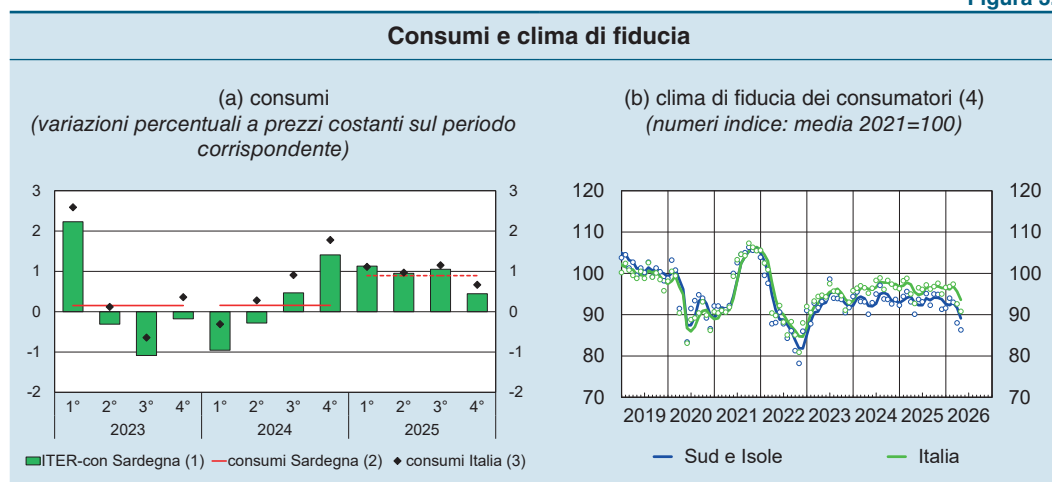 Figura
Consumi e clima di fiducia
(a) consumi
(variazioni percentuali a prezzi costanti sul periodo
corrispondente)
3 3
2 2
1 1
0 0
-1 -1
-2 -2
1° 2° 3° 4° 1° 2° 3° 4° 1° 2° 3° 4°
2023 2024 2025
ITER-con Sardegna (1) consumi Sardegna (2) consumi Italia (3)
(b) clima di fiducia dei consumatori (4)
(numeri indice: media 2021=100)
120 120
110 110
100 100
90 90
80 80
70 70
2019 2020 2021 2022 2023 2024 2025 2026
Sud e Isole Italia